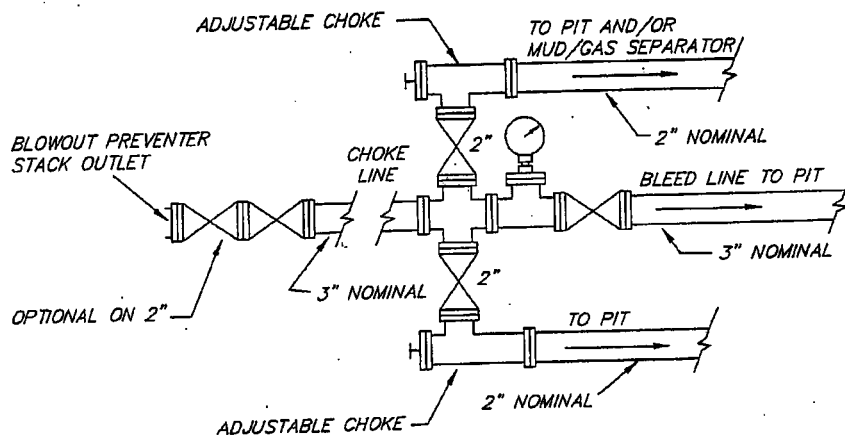 ADJUSTABLE CHOKE
TO PIT AND/OR
MUD/GAS SEPARATOR
2" NOMINAL
2"
BLOWOUT PREVENTER
STACK OUTLET
CHOKE
LINE
BLEED LINE TO PIT
3" NOMINAL
3" NOMINAL
OPTIONAL ON 2"
2"
TO PIT
2" NOMINAL
ADJUSTABLE CHOKE